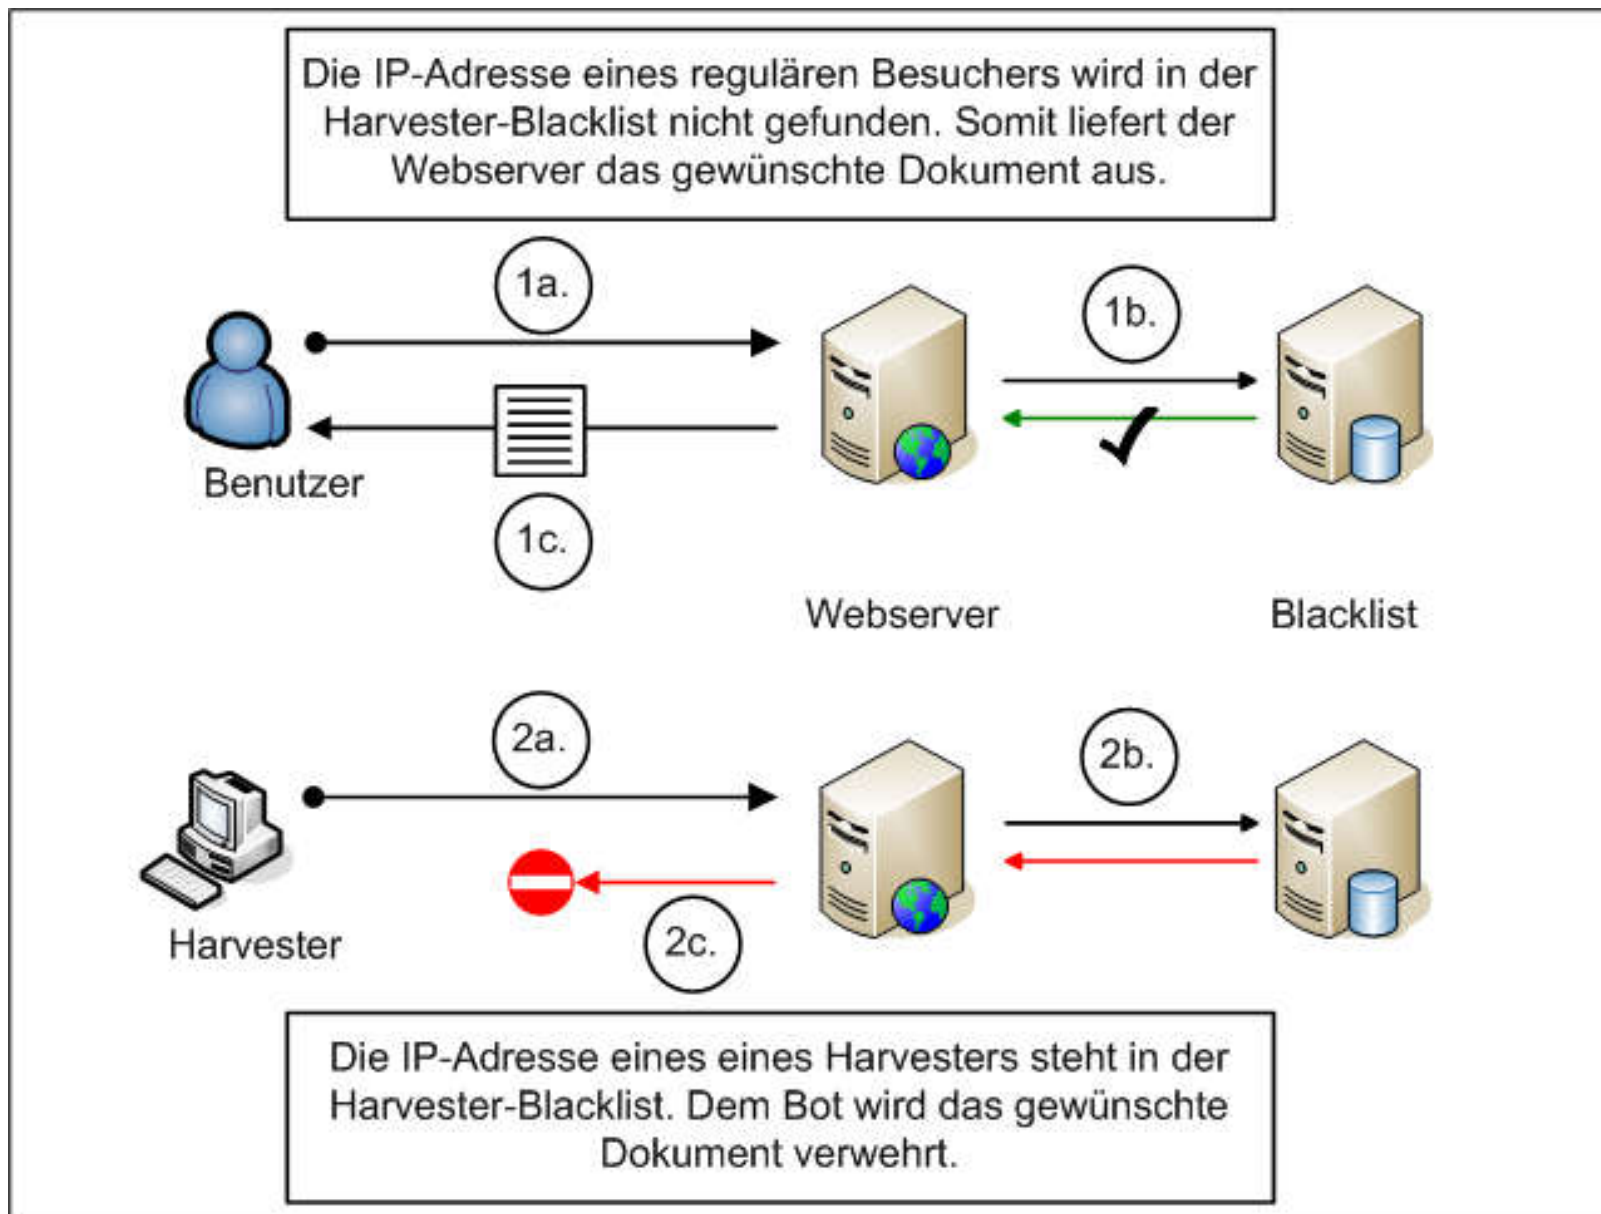 Die IP-Adresse eines regulären Besuchers wird in der
Harvester-Blacklist nicht gefunden. Somit liefert der
Webserver das gewünschte Dokument aus.
1a.
1b.
Benutzer
1c.
Webserver
Blacklist
2a.
2b.
Harvester
2c.
Die IP-Adresse eines eines Harvesters steht in der
Harvester-Blacklist. Dem Bot wird das gewünschte
Dokument verwehrt.